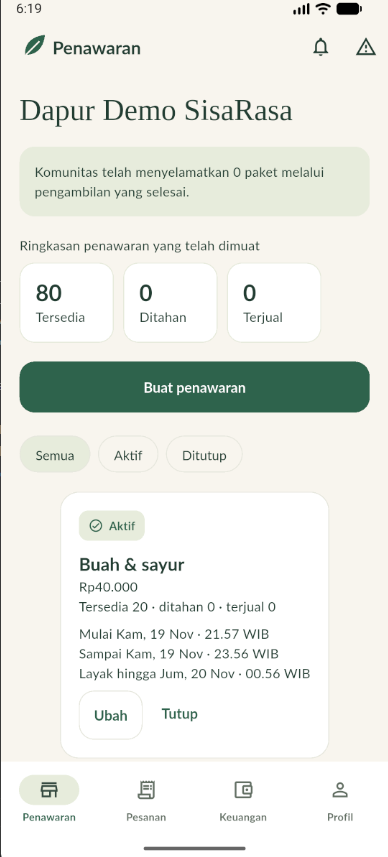 6:19
Penawaran
Dapur Demo SisaRasa
Komunitas telah menyelamatkan 0 paket melalui
pengambilan yang selesai.
Ringkasan penawaran yang telah dimuat
80
Tersedia
0
Ditahan
0
Terjual
Buat penawaran
Semua
Aktif
Ditutup
Aktif
Buah & sayur
Rp40.000
Tersedia 20 · ditahan 0 · terjual 0
Mulai Kam, 19 Nov · 21.57 WIB
Sampai Kam, 19 Nov · 23.56 WIB
Layak hingga Jum, 20 Nov · 00.56 WIB
Ubah
Tutup
Penawaran
Pesanan
Keuangan
Profil